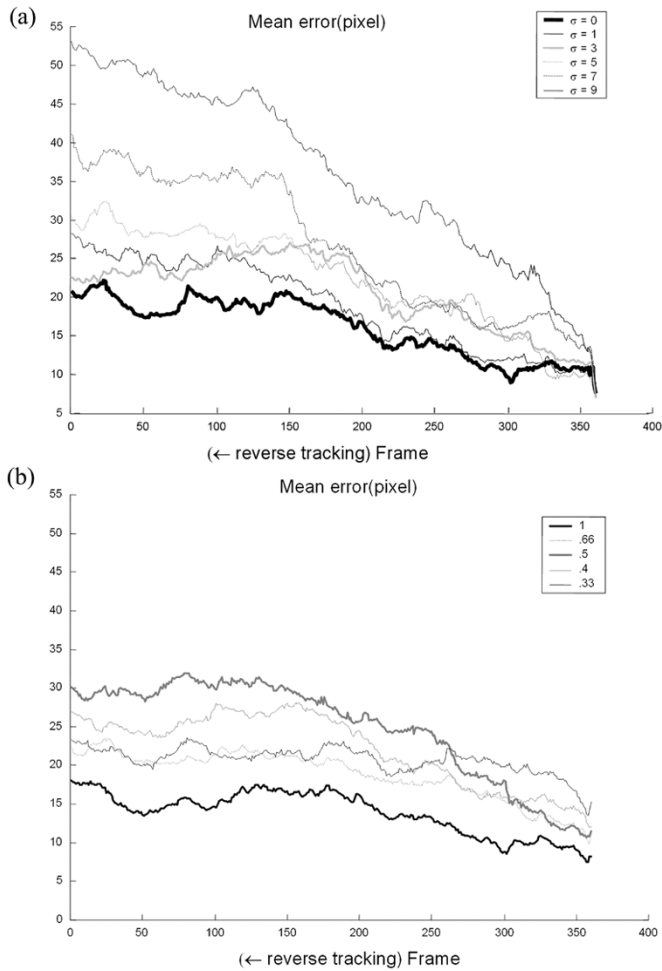 (a)
Mean error(pixel)
σ = 0
σ = 1
σ = 3
σ = 5
σ = 7
σ = 9
55
50
45
40
35
30
25
20
15
10
5
0 50 100 150 200 250 300 350 400
(← reverse tracking) Frame
(b)
Mean error(pixel)
1
.66
.5
.4
.33
55
50
45
40
35
30
25
20
15
10
5
0
0 50 100 150 200 250 300 350 400
(← reverse tracking) Frame